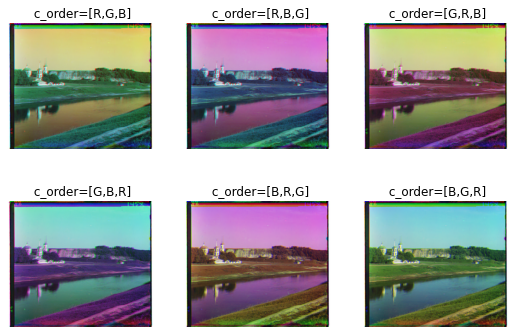 c_order=[R,G,B]
c_order=[R,B,G]
c_order=[G,R,B]
c_order=[G,B,R]
c_order=[B,R,G]
c_order=[B,G,R]